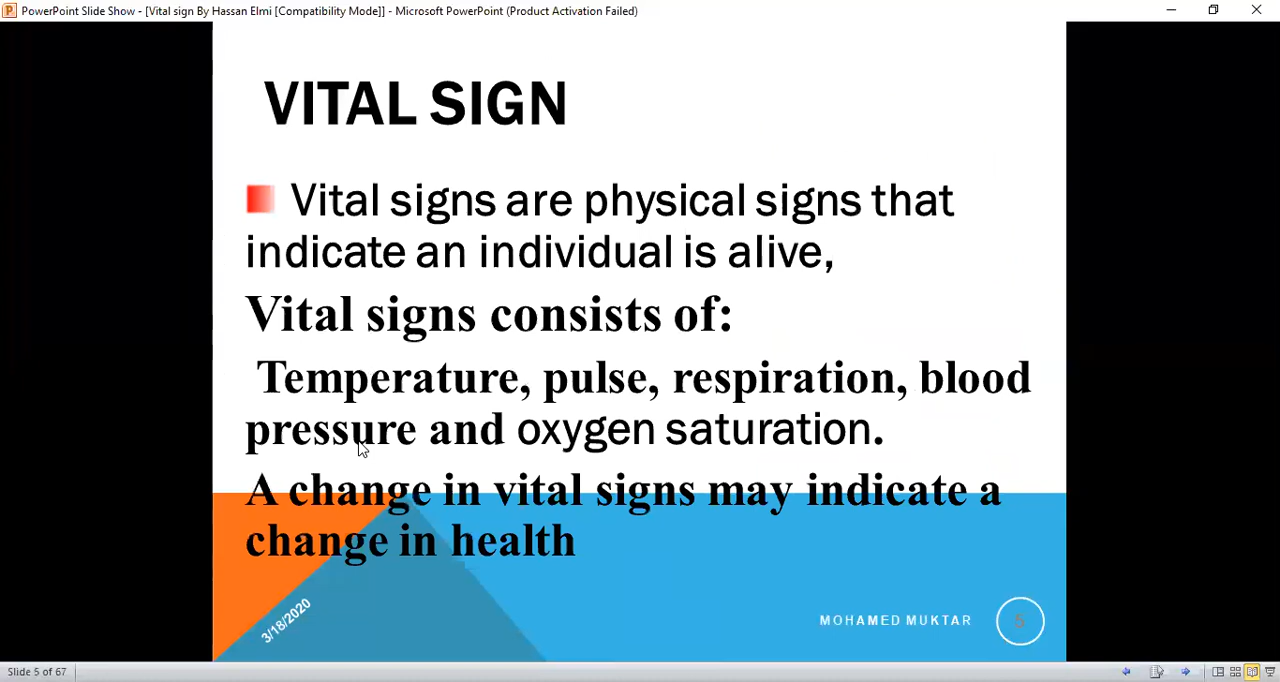 PowerPoint Slide Show - [Vital sign By Hassan Elmi [Compatibility Mode]] - Microsoft PowerPoint (Product Activation Failed)
VITAL SIGN
Vital signs are physical signs that
indicate an individual is alive,
Vital signs consists of:
Temperature, pulse, respiration, blood
pressure and oxygen saturation.
A change in vital signs may indicate a
change in health
3/18/2020
MOHAMED MUKTAR
5
Slide 5 of 67